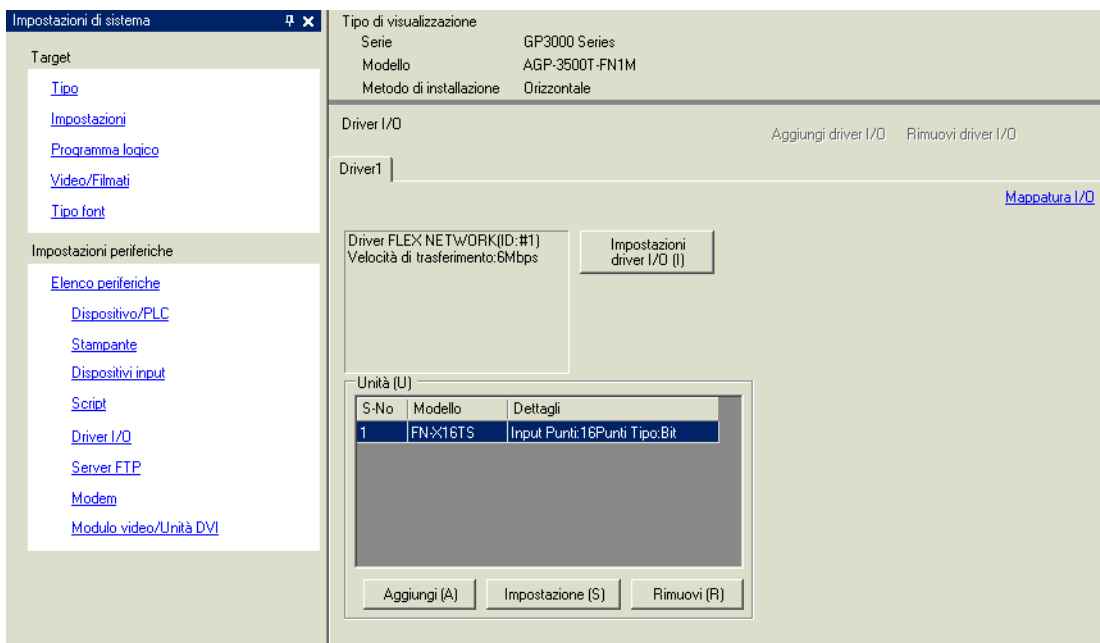 Impostazioni di sistema
Target
Tipo
Impostazioni
Programma logico
Video/Filmati
Tipo font
Impostazioni periferiche
Elenco periferiche
Dispositivo/PLC
Stampante
Dispositivi input
Script
Driver I/O
Server FTP
Modem
Modulo video/Unità DVI
Tipo di visualizzazione
Serie GP3000 Series
Modello AGP-3500T-FN1M
Metodo di installazione Orizzontale
Driver I/O Aggiungi driver I/O Rimuovi driver I/O
Driver1
Mappatura I/O
Driver FLEX NETWORK(ID:#1)
Velocità di trasferimento:6Mbps
Impostazioni
driver I/O (I)
Unità (U)
S-No Modello Dettagli
1 FN-X16TS Input Punti:16Punti Tipo:Bit
Aggiungi (A) Impostazione (S) Rimuovi (R)